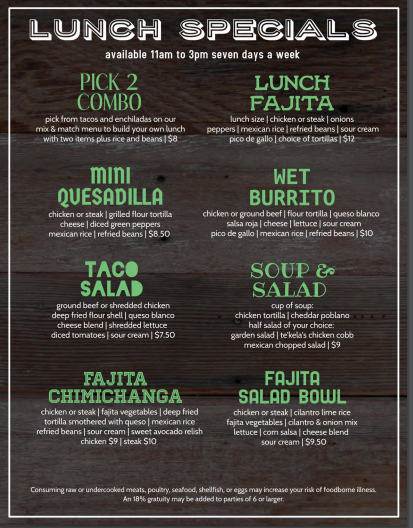 LUNCH SPECIALS
available 11am to 3pm seven days a week
PICK 2
COMBO
pick from tacos and enchiladas on our
mix & match menu to build your own lunch
with two items plus rice and beans | $8
LUNCH
FAJITA
lunch size | chicken or steak | onions
peppers | mexican rice | refried beans | sour cream
pico de gallo | choice of tortillas | $12
MINI
QUESADILLA
chicken or steak | grilled flour tortilla
cheese | diced green peppers
mexican rice | refried beans | $8.50
WET
BURRITO
chicken or ground beef | flour tortilla | queso blanco
salsa roja | cheese | lettuce | sour cream
pico de gallo | mexican rice | refried beans | $10
TACO
SALAD
ground beef or shredded chicken
deep fried flour shell | queso blanco
cheese blend | shredded lettuce
diced tomatoes | sour cream | $7.50
SOUP &
SALAD
cup of soup:
chicken tortilla | cheddar poblano
half salad of your choice:
garden salad | te'kela's chicken cobb
mexican chopped salad | $9
FAJITA
CHIMICHANGA
chicken or steak | fajita vegetables | deep fried
tortilla smothered with queso | mexican rice
refried beans | sour cream | sweet avocado relish
chicken $9 | steak $10
FAJITA
SALAD BOWL
chicken or steak | cilantro lime rice
fajita vegetables | cilantro & onion mix
lettuce | corn salsa | cheese blend
sour cream | $9.50
Consuming raw or undercooked meats, poultry, seafood, shellfish, or eggs may increase your risk of foodborne illness.
An 18% gratuity may be added to parties of 6 or larger.